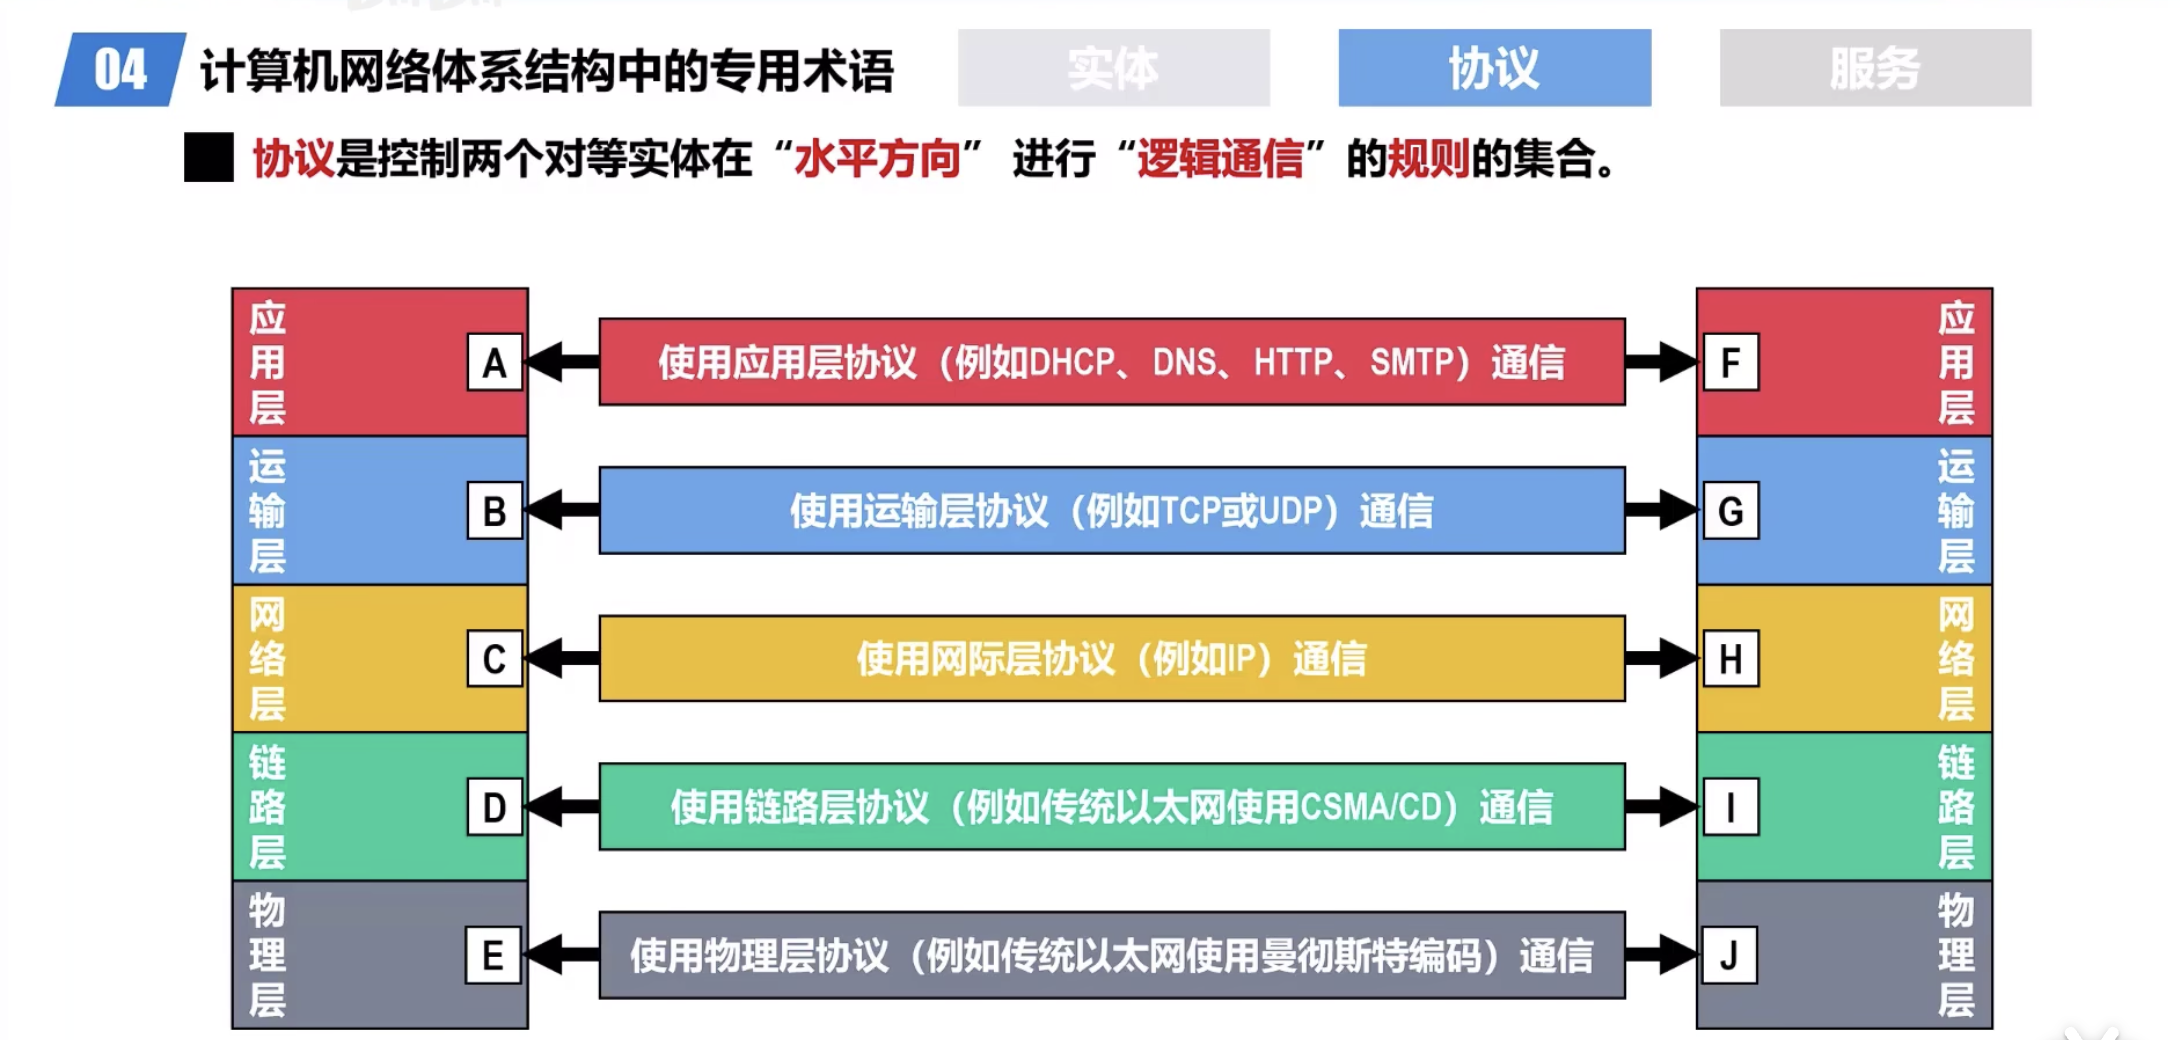 04 计算机网络体系结构中的专用术语 实体 协议 服务
协议是控制两个对等实体在“水平方向” 进行“逻辑通信”的规则的集合。
应用层 A 使用应用层协议（例如DHCP、DNS、HTTP、SMTP）通信 F 应用层
运输层 B 使用运输层协议（例如TCP或UDP）通信 G 运输层
网络层 C 使用网际层协议（例如IP）通信 H 网络层
链路层 D 使用链路层协议（例如传统以太网使用CSMA/CD）通信 I 链路层
物理层 E 使用物理层协议（例如传统以太网使用曼彻斯特编码）通信 J 物理层